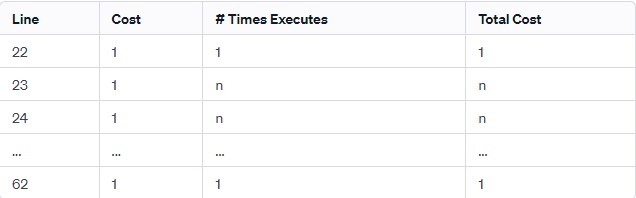 Line Cost # Times Executes Total Cost
22 1 1 1
23 1 n n
24 1 n n
... ... ... ...
62 1 1 1